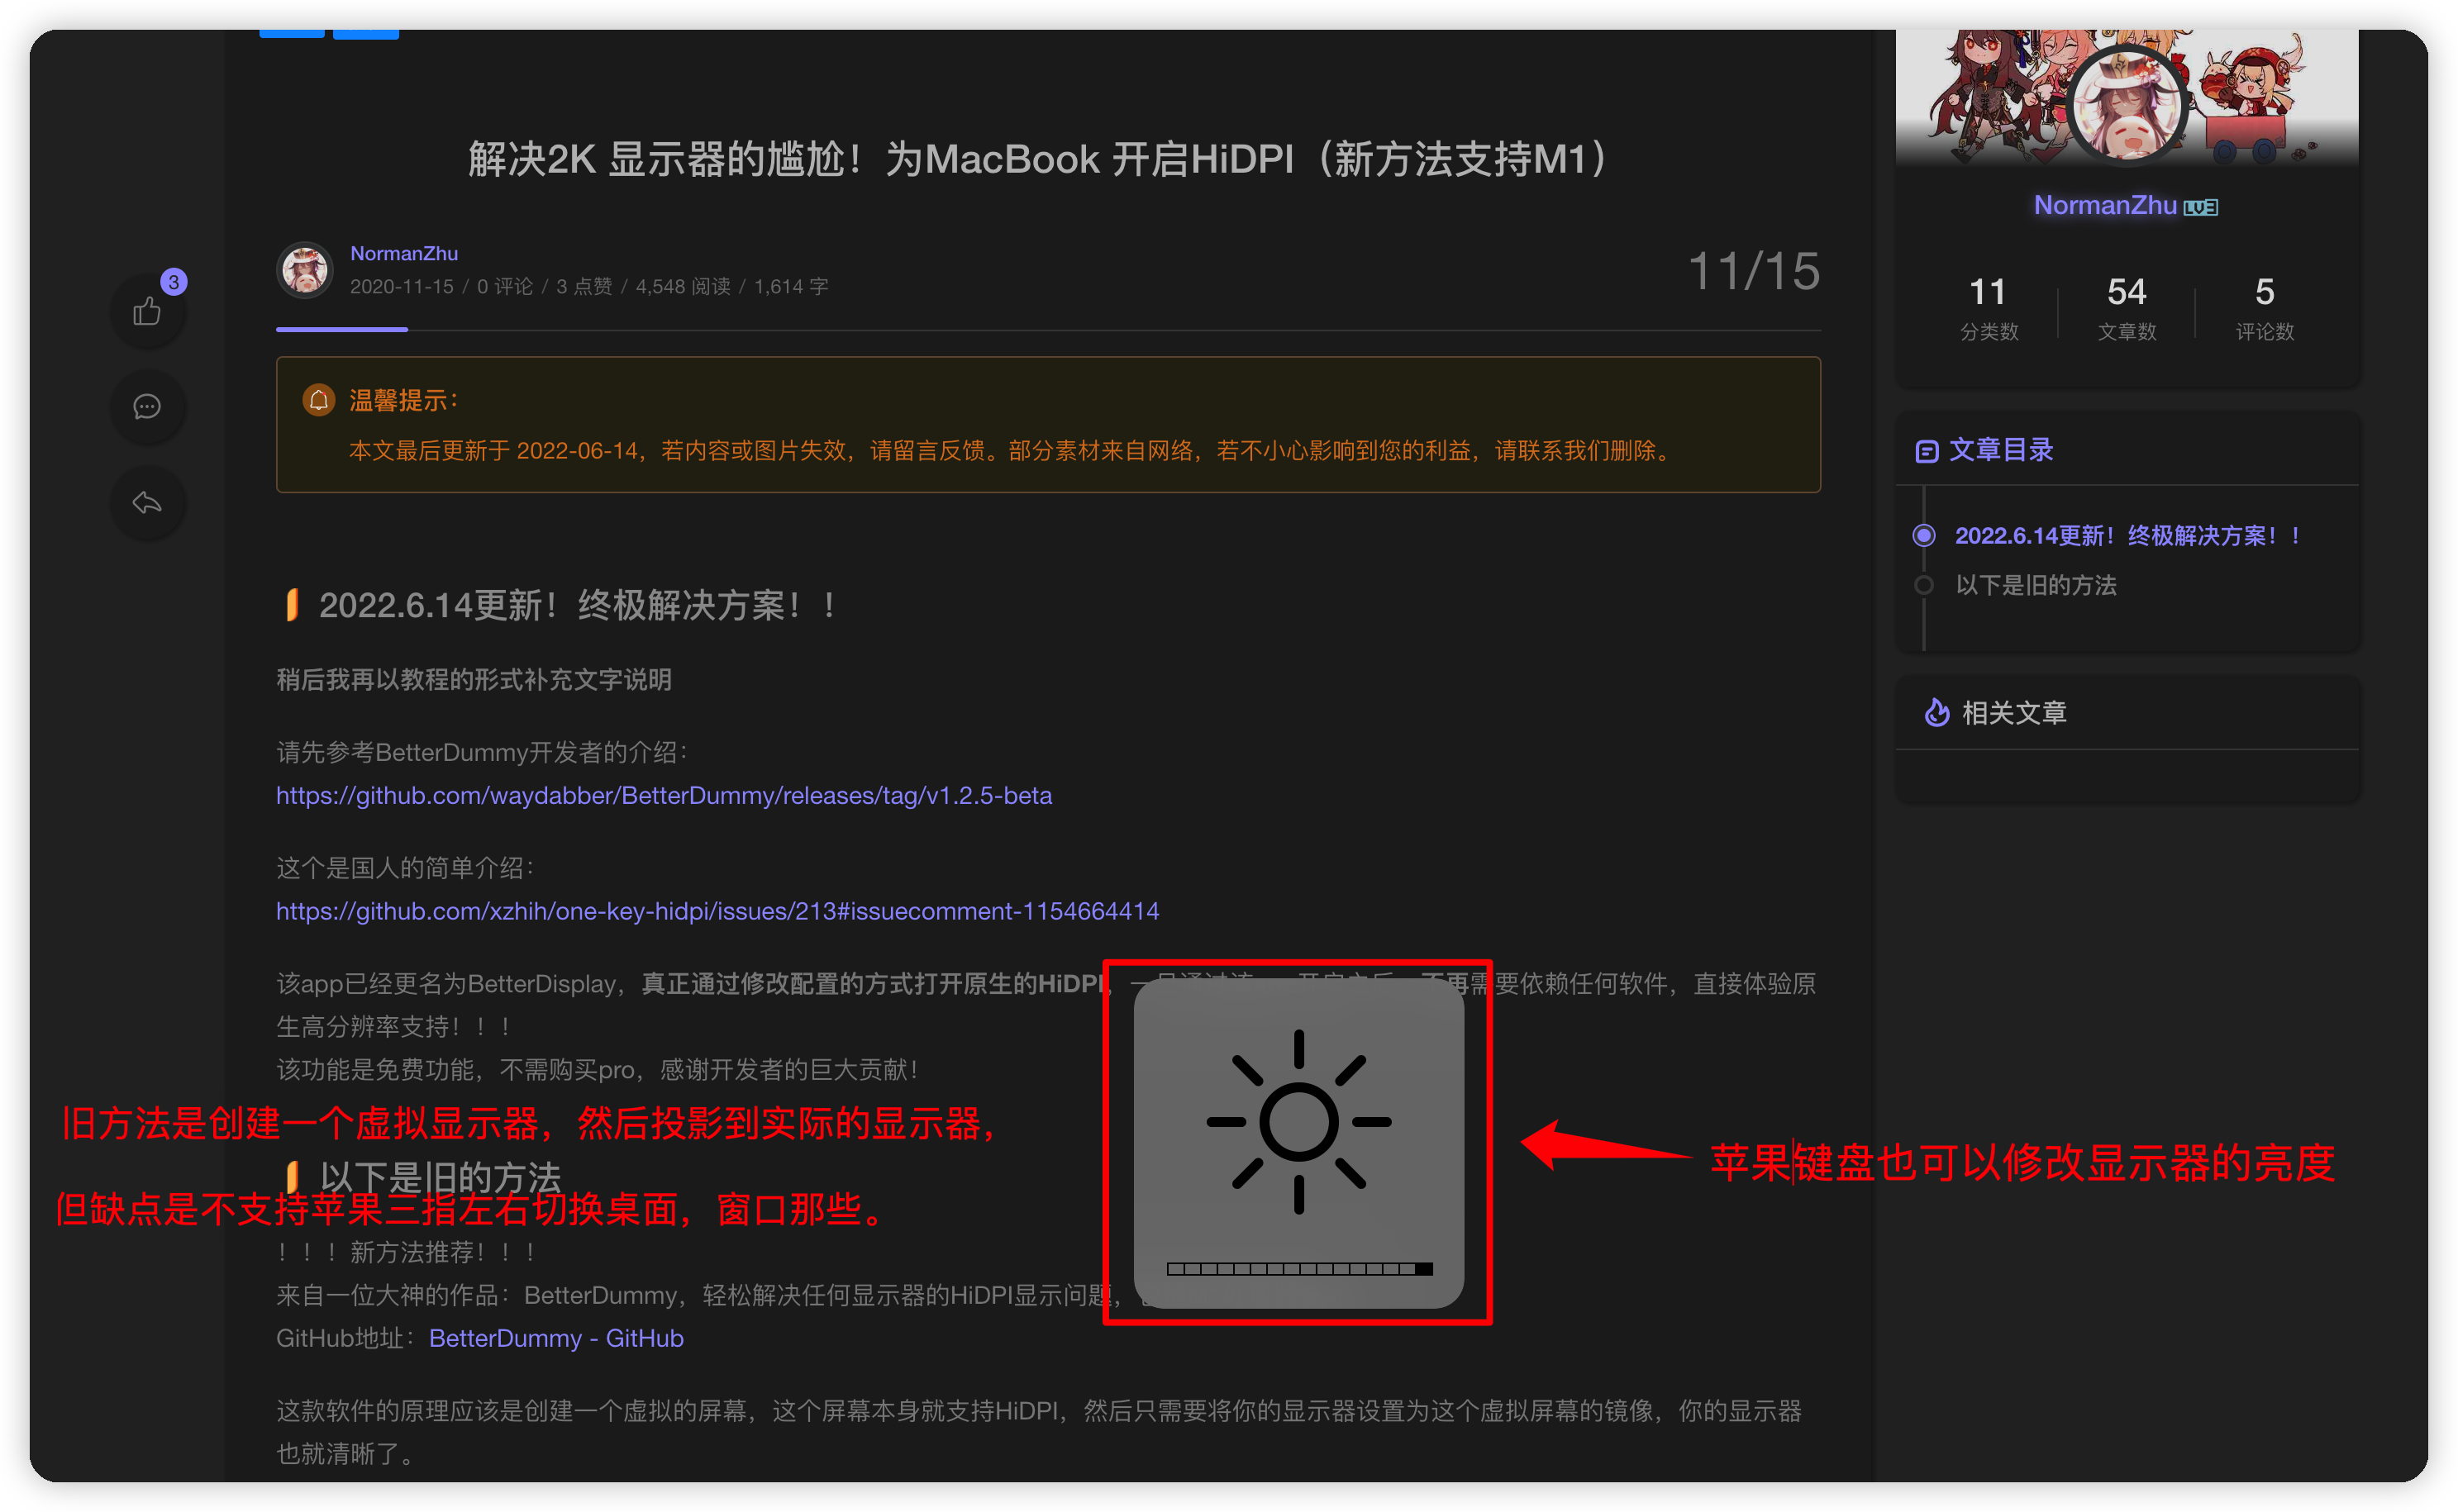 解决2K 显示器的尴尬！为MacBook 开启HiDPI（新方法支持M1）
NormanZhu
2020-11-15 / 0 评论 / 3 点赞 / 4,548 阅读 / 1,614 字
11/15
3
温馨提示：
本文最后更新于 2022-06-14，若内容或图片失效，请留言反馈。部分素材来自网络，若不小心影响到您的利益，请联系我们删除。
2022.6.14更新！终极解决方案！！
稍后我再以教程的形式补充文字说明
请先参考BetterDummy开发者的介绍：
https://github.com/waydabber/BetterDummy/releases/tag/v1.2.5-beta
这个是国人的简单介绍：
https://github.com/xzhih/one-key-hidpi/issues/213#issuecomment-1154664414
该app已经更名为BetterDisplay，真正通过修改配置的方式打开原生的HiDPI，一旦通过该 开启之后 不再需要依赖任何软件，直接体验原
生高分辨率支持！！！
该功能是免费功能，不需购买pro，感谢开发者的巨大贡献！
旧方法是创建一个虚拟显示器，然后投影到实际的显示器，
以下是旧的方法
但缺点是不支持苹果三指左右切换桌面，窗口那些。
苹果键盘也可以修改显示器的亮度
！！！新方法推荐！！！
来自一位大神的作品：BetterDummy，轻松解决任何显示器的HiDPI显示问题，
GitHub地址：BetterDummy - GitHub
这款软件的原理应该是创建一个虚拟的屏幕，这个屏幕本身就支持HiDPI，然后只需要将你的显示器设置为这个虚拟屏幕的镜像，你的显示器
也就清晰了。
NormanZhu LV3
11
分类数
54
文章数
5
评论数
文章目录
2022.6.14更新！终极解决方案！！
以下是旧的方法
相关文章